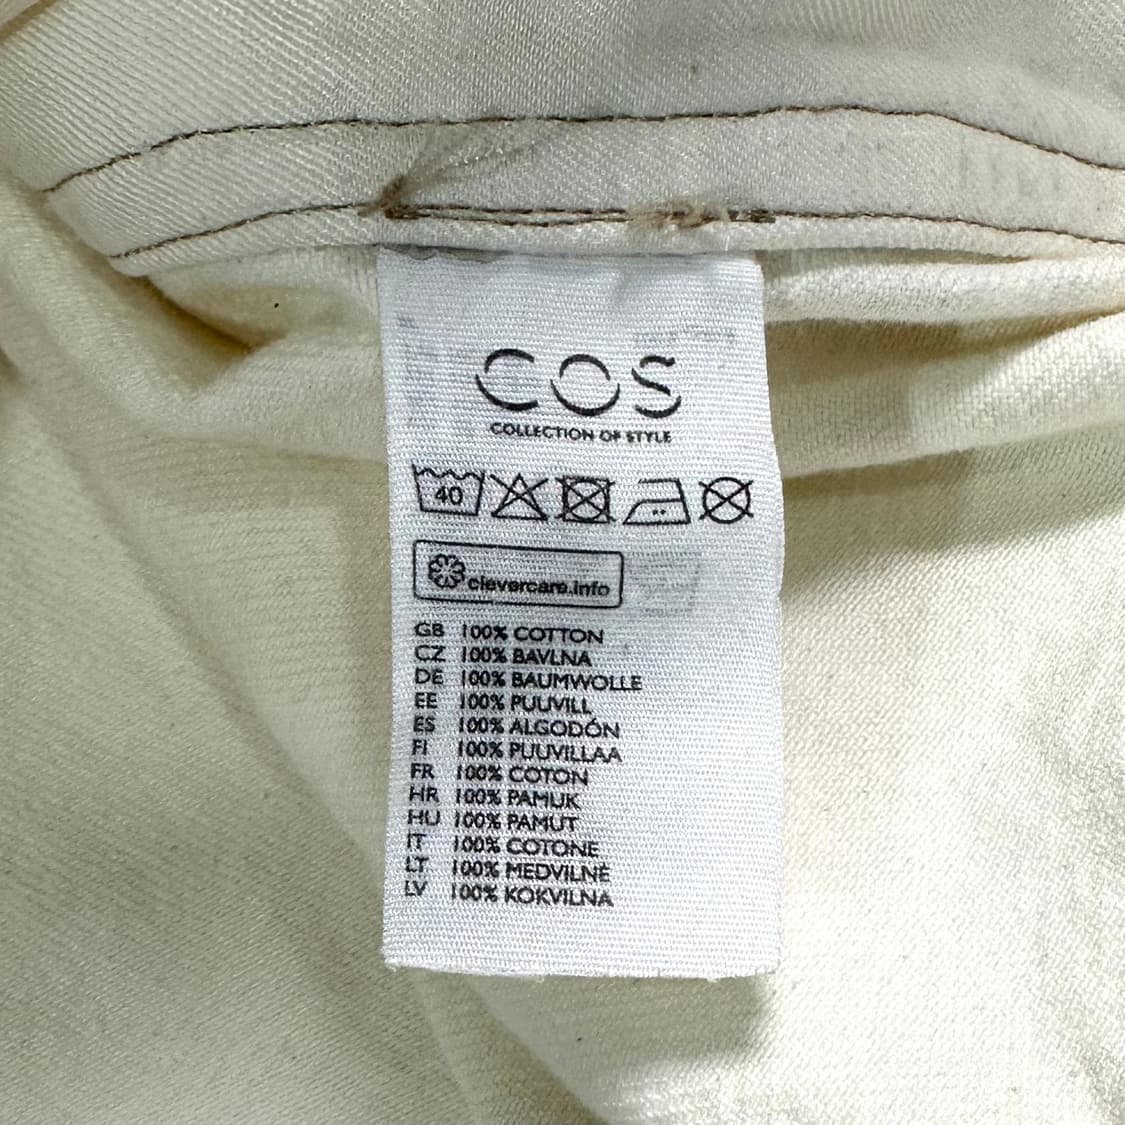 COS
COLLECTION OF STYLE
40
clevercare.info
GB 100% COTTON
CZ 100% BAVLNA
DE 100% BAUMWOLLE
EE 100% PUUVILL
ES 100% ALGODÓN
FI 100% PUUVILLAA
FR 100% COTON
HR 100% PAMUK
HU 100% PAMUT
IT 100% COTONE
LT 100% MEDVILNĖ
LV 100% KOKVILNA